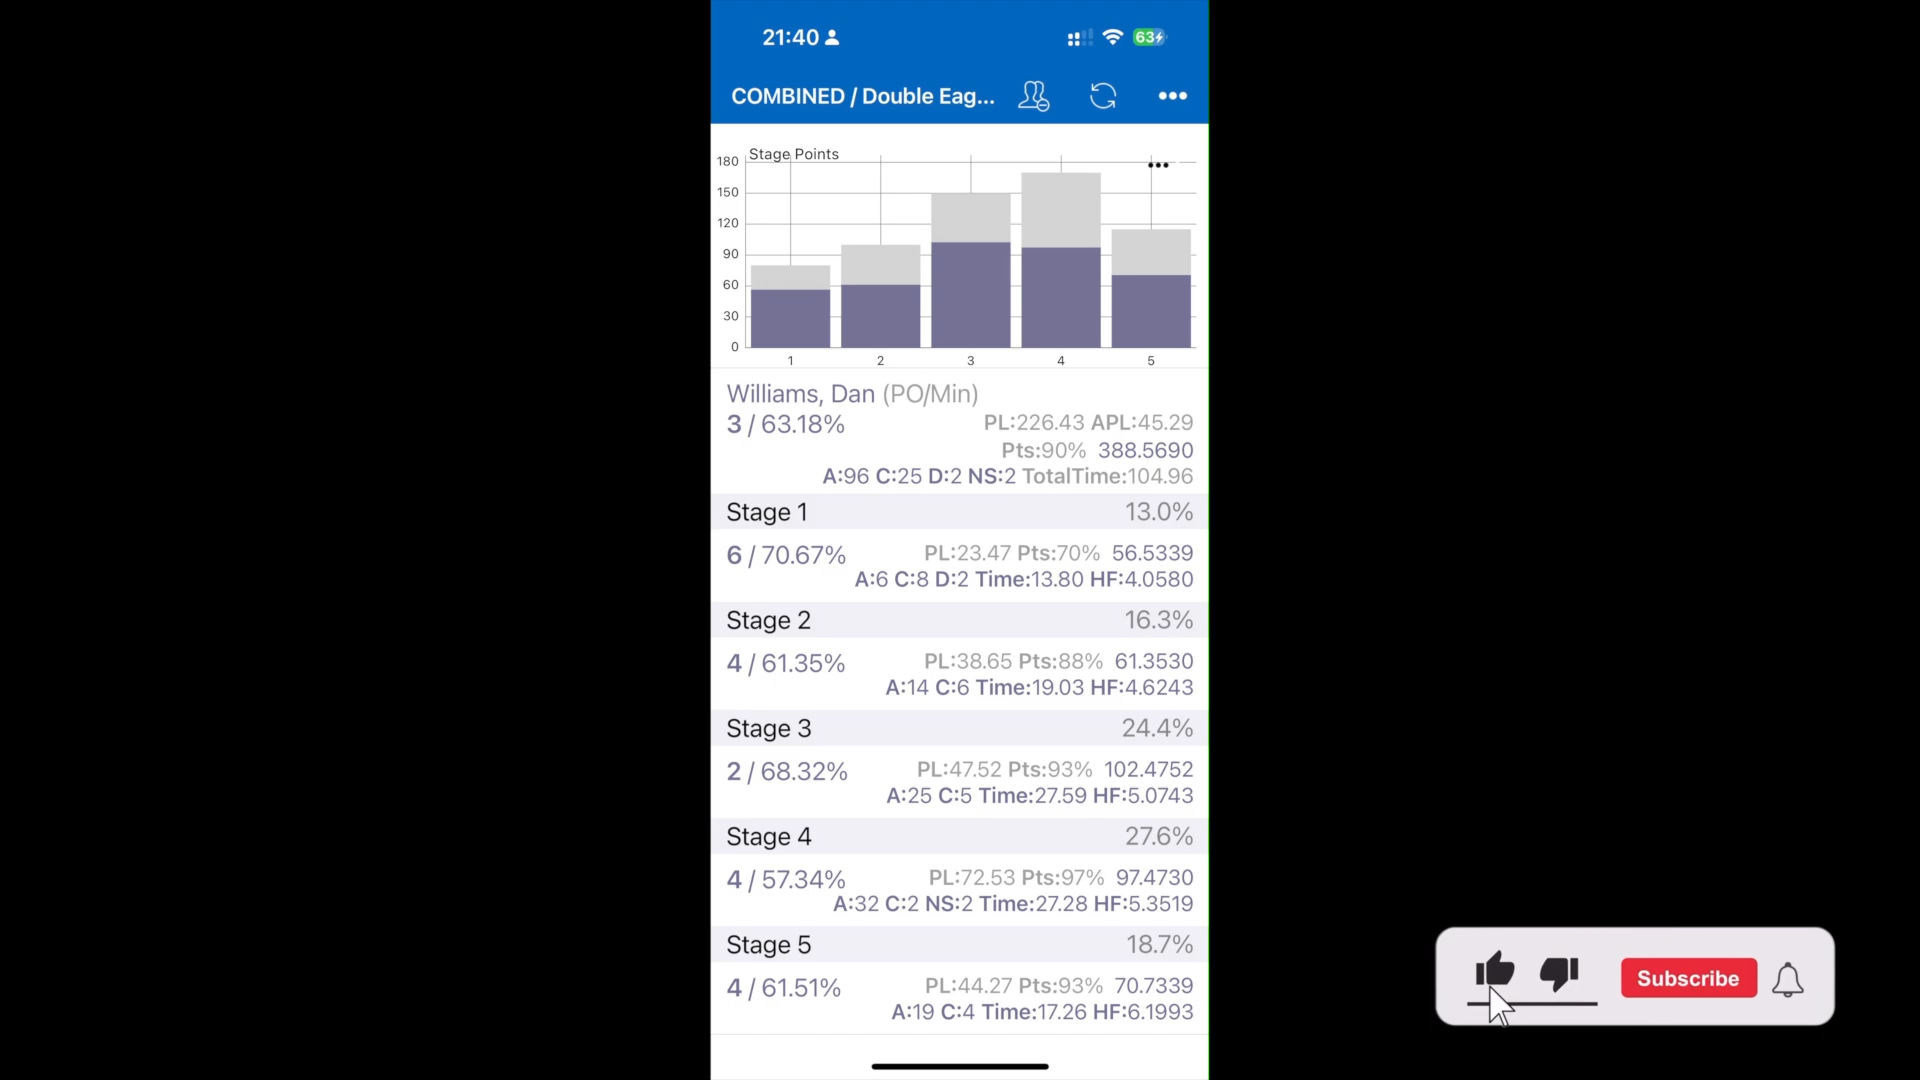 21:40 63
COMBINED / Double Eag...
Stage Points
180
150
120
90
60
30
0
1 2 3 4 5
Williams, Dan (PO/Min)
3 / 63.18% PL:226.43 APL:45.29
Pts:90% 388.5690
A:96 C:25 D:2 NS:2 TotalTime:104.96
Stage 1 13.0%
6 / 70.67% PL:23.47 Pts:70% 56.5339
A:6 C:8 D:2 Time:13.80 HF:4.0580
Stage 2 16.3%
4 / 61.35% PL:38.65 Pts:88% 61.3530
A:14 C:6 Time:19.03 HF:4.6243
Stage 3 24.4%
2 / 68.32% PL:47.52 Pts:93% 102.4752
A:25 C:5 Time:27.59 HF:5.0743
Stage 4 27.6%
4 / 57.34% PL:72.53 Pts:97% 97.4730
A:32 C:2 NS:2 Time:27.28 HF:5.3519
Stage 5 18.7%
4 / 61.51% PL:44.27 Pts:93% 70.7339
A:19 C:4 Time:17.26 HF:6.1993
Subscribe